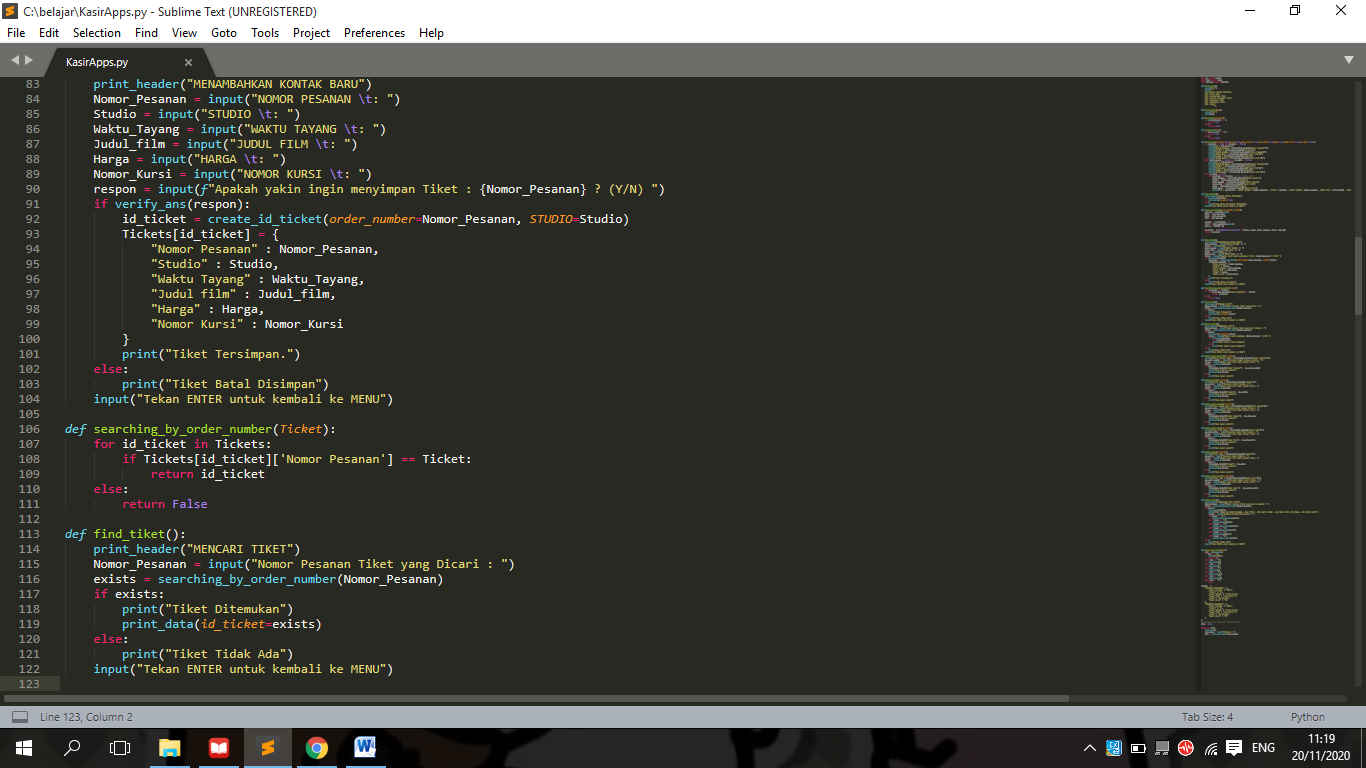 C:\belajar\KasirApps.py - Sublime Text (UNREGISTERED)
File Edit Selection Find View Goto Tools Project Preferences Help
KasirApps.py
83 print_header("MENAMBAHKAN KONTAK BARU")
84 Nomor_Pesanan = input("NOMOR PESANAN \t: ")
85 Studio = input("STUDIO \t: ")
86 Waktu_Tayang = input("WAKTU TAYANG \t: ")
87 Judul_film = input("JUDUL FILM \t: ")
88 Harga = input("HARGA \t: ")
89 Nomor_Kursi = input("NOMOR KURSI \t: ")
90 respon = input(f"Apakah yakin ingin menyimpan Tiket : {Nomor_Pesanan} ? (Y/N) ")
91 if verify_ans(respon):
92 id_ticket = create_id_ticket(order_number=Nomor_Pesanan, STUDIO=Studio)
93 Tickets[id_ticket] = {
94 "Nomor Pesanan" : Nomor_Pesanan,
95 "Studio" : Studio,
96 "Waktu Tayang" : Waktu_Tayang,
97 "Judul film" : Judul_film,
98 "Harga" : Harga,
99 "Nomor Kursi" : Nomor_Kursi
100 }
101 print("Tiket Tersimpan.")
102 else:
103 print("Tiket Batal Disimpan")
104 input("Tekan ENTER untuk kembali ke MENU")
105
106 def searching_by_order_number(Ticket):
107 for id_ticket in Tickets:
108 if Tickets[id_ticket]['Nomor Pesanan'] == Ticket:
109 return id_ticket
110 else:
111 return False
112
113 def find_tiket():
114 print_header("MENCARI TIKET")
115 Nomor_Pesanan = input("Nomor Pesanan Tiket yang Dicari : ")
116 exists = searching_by_order_number(Nomor_Pesanan)
117 if exists:
118 print("Tiket Ditemukan")
119 print_data(id_ticket=exists)
120 else:
121 print("Tiket Tidak Ada")
122 input("Tekan ENTER untuk kembali ke MENU")
123
Line 123, Column 2 Tab Size: 4 Python
ENG
11:19
20/11/2020